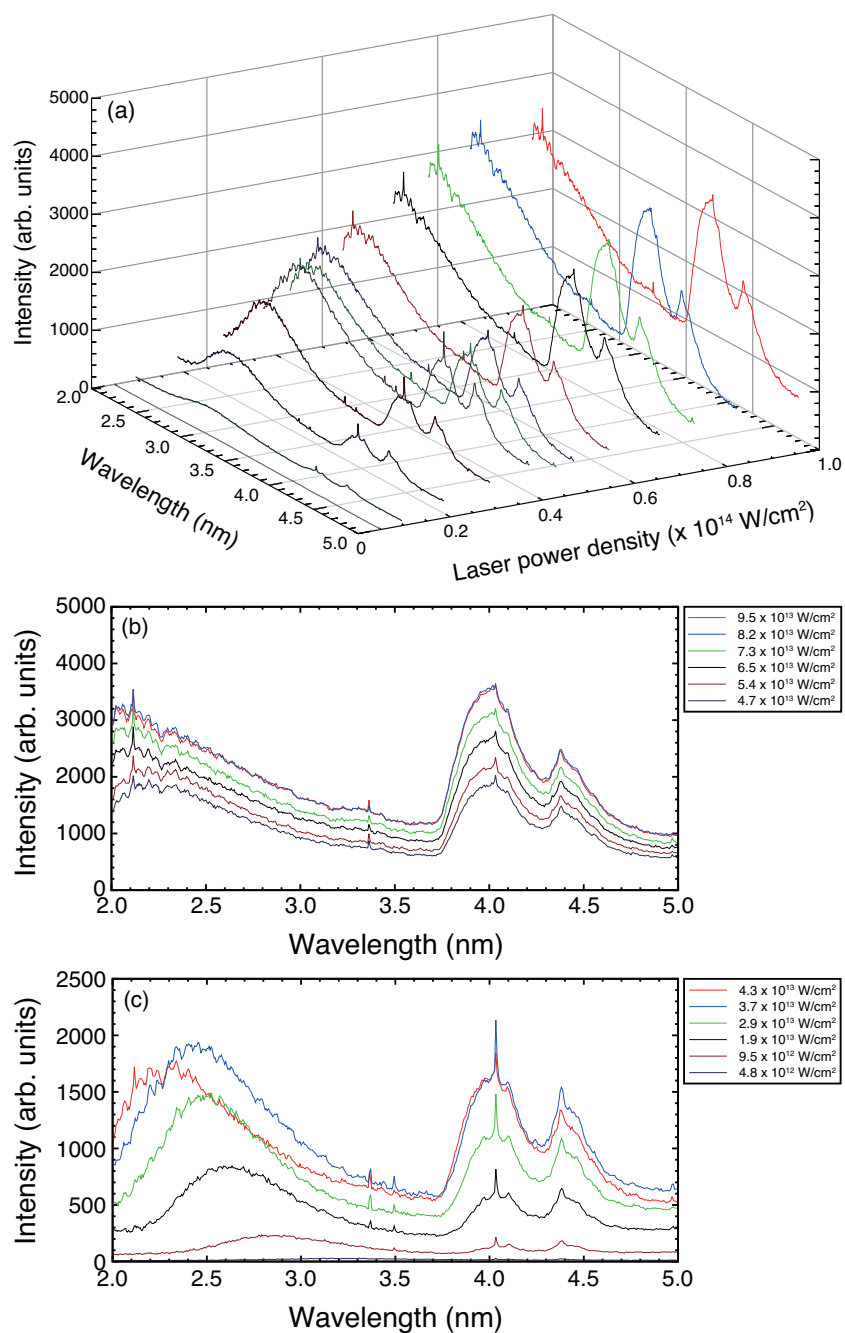 (a)
5000
4000
3000
2000
1000
0
Intensity (arb. units)
2.0
2.5
3.0
3.5
4.0
4.5
5.0
Wavelength (nm)
0
0.2
0.4
0.6
0.8
1.0
Laser power density (x 10¹⁴ W/cm²)
(b)
5000
4000
3000
2000
1000
0
Intensity (arb. units)
2.0 2.5 3.0 3.5 4.0 4.5 5.0
Wavelength (nm)
9.5 x 10¹³ W/cm²
8.2 x 10¹³ W/cm²
7.3 x 10¹³ W/cm²
6.5 x 10¹³ W/cm²
5.4 x 10¹³ W/cm²
4.7 x 10¹³ W/cm²
(c)
2500
2000
1500
1000
500
0
Intensity (arb. units)
2.0 2.5 3.0 3.5 4.0 4.5 5.0
Wavelength (nm)
4.3 x 10¹³ W/cm²
3.7 x 10¹³ W/cm²
2.9 x 10¹³ W/cm²
1.9 x 10¹³ W/cm²
9.5 x 10¹² W/cm²
4.8 x 10¹² W/cm²